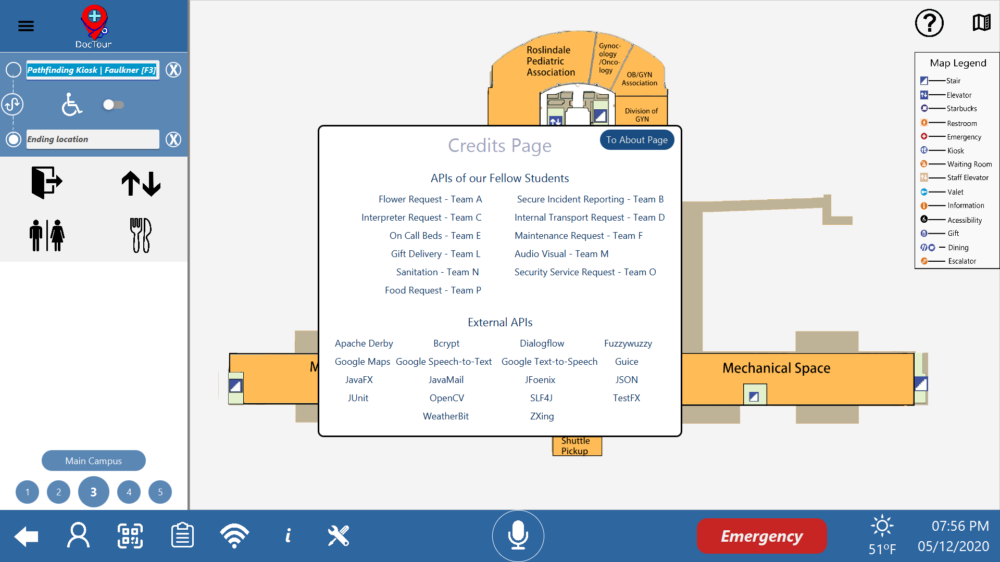 DocTour
Pathfinding Kiosk | Faulkner [F3]
X
Ending location
X
Main Campus
1
2
3
4
5
Roslindale
Pediatric
Association
Gynoc-
ology
/Onco-
logy
OB/GYN
Association
Division of
GYN
?
Map Legend
Stair
Elevator
Starbucks
Restroom
Emergency
Kiosk
Waiting Room
Staff Elevator
Valet
Information
Acessibility
Gift
Dining
Escalator
Credits Page
To About Page
APIs of our Fellow Students
Flower Request - Team A
Secure Incident Reporting - Team B
Interpreter Request - Team C
Internal Transport Request - Team D
On Call Beds - Team E
Maintenance Request - Team F
Gift Delivery - Team L
Audio Visual - Team M
Sanitation - Team N
Security Service Request - Team O
Food Request - Team P
External APIs
Apache Derby Bcrypt Dialogflow Fuzzywuzzy
Google Maps Google Speech-to-Text Google Text-to-Speech Guice
JavaFX JavaMail JFoenix JSON
JUnit OpenCV SLF4J TestFX
WeatherBit ZXing
M
Mechanical Space
Shuttle
Pickup
i
Emergency
51°F
07:56 PM
05/12/2020